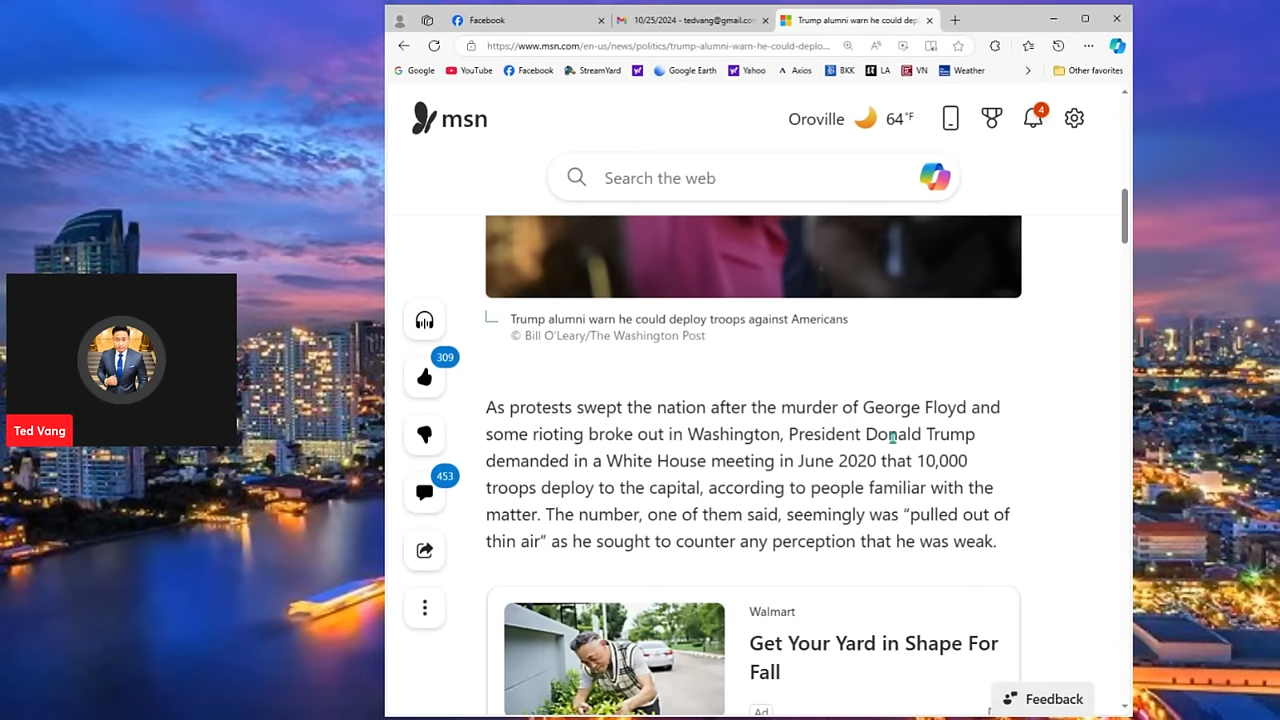 Facebook
10/25/2024 - tedvang@gmail.co
Trump alumni warn he could dep
https://www.msn.com/en-us/news/politics/trump-alumni-warn-he-could-deplo...
Google YouTube Facebook StreamYard Google Earth Yahoo Axios BKK LA VN Weather Other favorites
msn
Oroville 64°F
4
Search the web
Trump alumni warn he could deploy troops against Americans
© Bill O'Leary/The Washington Post
309
453
As protests swept the nation after the murder of George Floyd and
some rioting broke out in Washington, President Donald Trump
demanded in a White House meeting in June 2020 that 10,000
troops deploy to the capital, according to people familiar with the
matter. The number, one of them said, seemingly was “pulled out of
thin air” as he sought to counter any perception that he was weak.
Walmart
Get Your Yard in Shape For
Fall
Ad
Feedback
Ted Vang